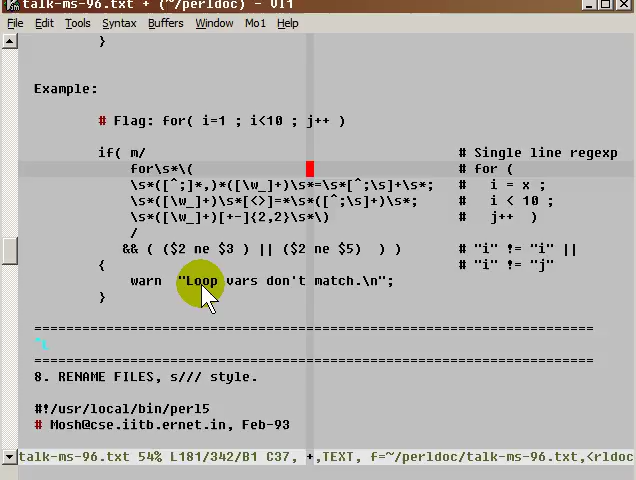 talk-ms-96.txt + (~/perldoc) - VI1
File Edit Tools Syntax Buffers Window Mo1 Help
}
Example:
# Flag: for( i=1 ; i<10 ; j++ )
if( m/ # Single line regexp
for\s*\( # for (
\s*([^;]*,)*([\w_]+)\s*=\s*[^;\s]+\s*; # i = x ;
\s*([\w_]+)\s*[<>]=*\s*([^;\s]+)\s*; # i < 10 ;
\s*([\w_]+)[+-]{2,2}\s*\) # j++ )
/
&& ( ($2 ne $3 ) || ($2 ne $5) ) ) # "i" != "i" ||
{ # "i" != "j"
warn "Loop vars don't match.\n";
}
======================================================================
^L
======================================================================
8. RENAME FILES, s/// style.
#!/usr/local/bin/perl5
# Mosh@cse.iitb.ernet.in, Feb-93
talk-ms-96.txt 54% L181/342/B1 C37, +,TEXT, f=~/perldoc/talk-ms-96.txt,<rldoc